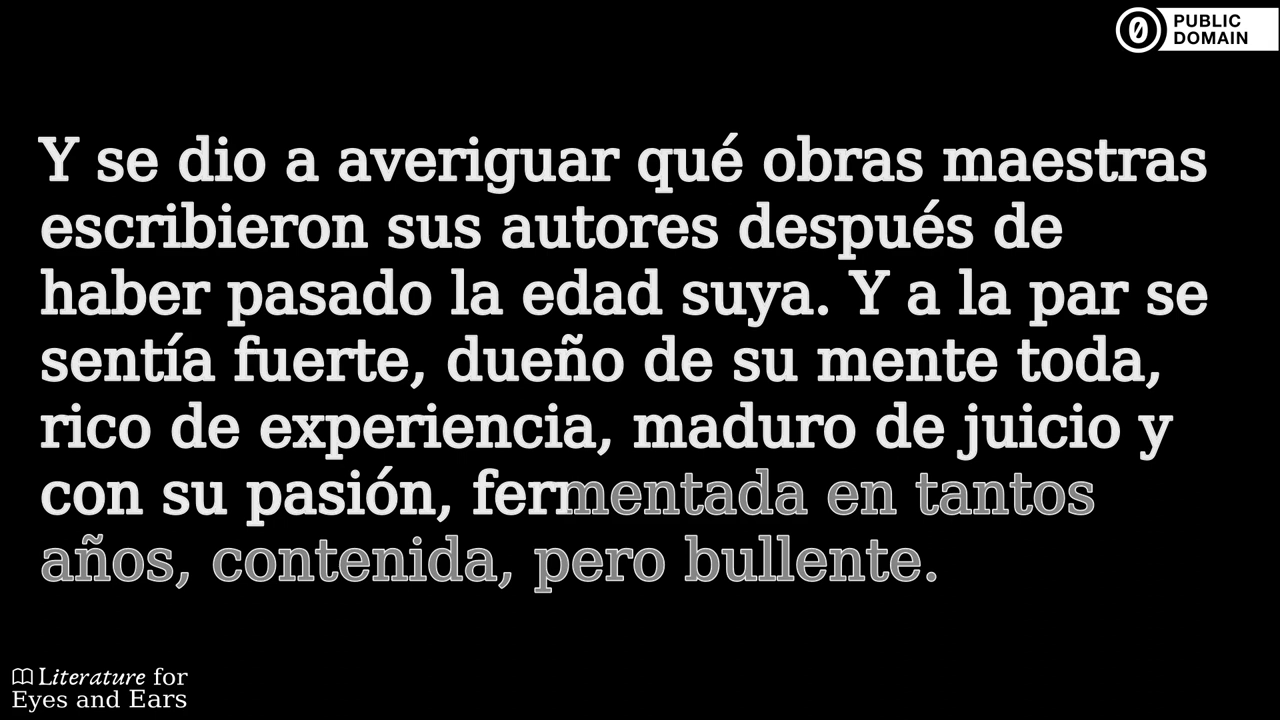 PUBLIC
DOMAIN
Y se dio a averiguar qué obras maestras
escribieron sus autores después de
haber pasado la edad suya. Y a la par se
sentía fuerte, dueño de su mente toda,
rico de experiencia, maduro de juicio y
con su pasión, fermentada en tantos
años, contenida, pero bullente.
Literature for
Eyes and Ears